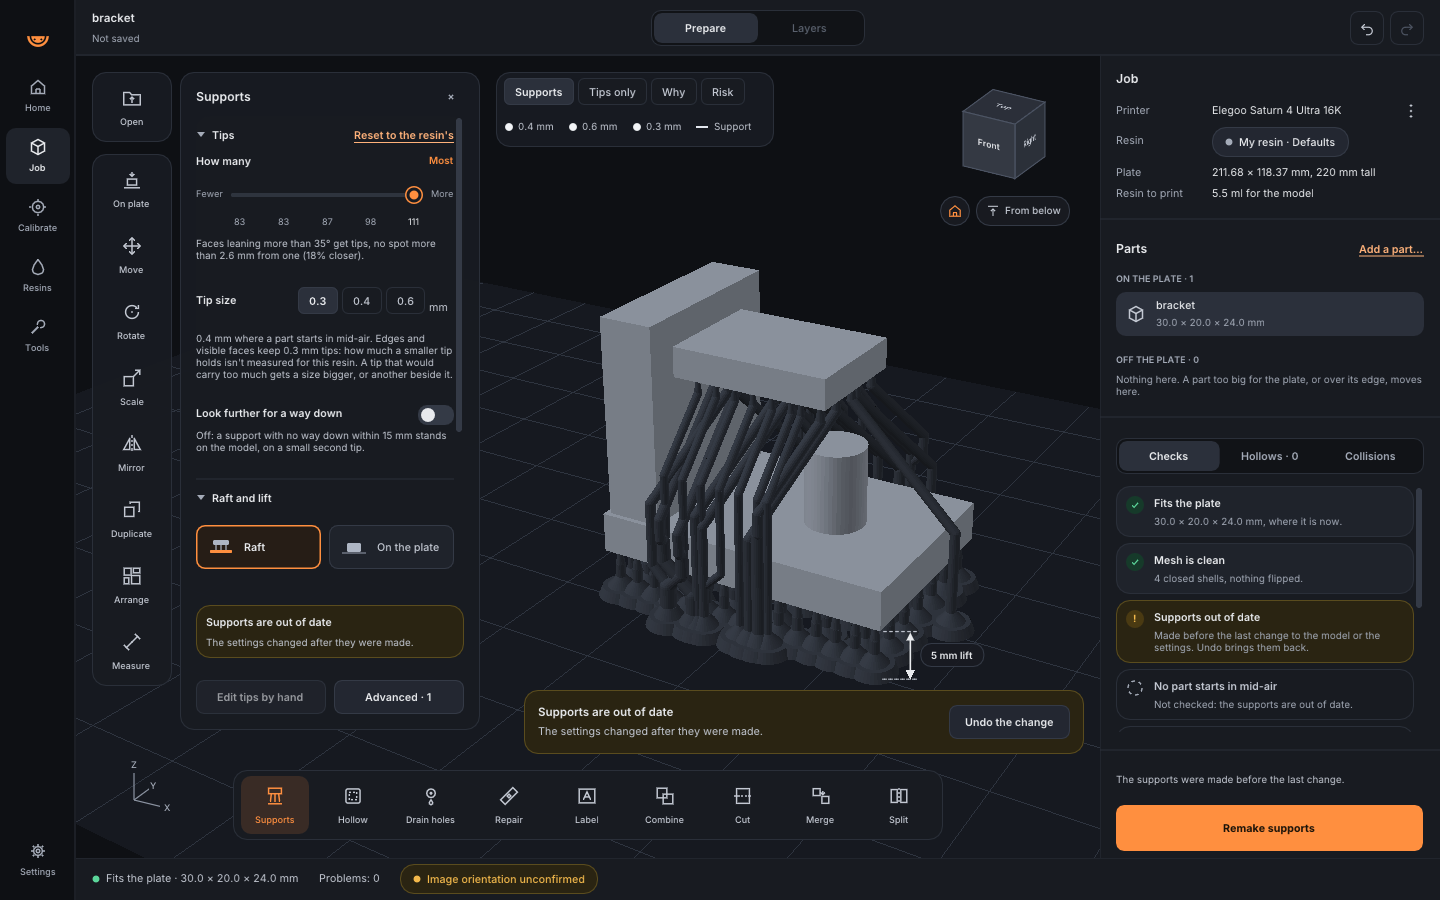 bracket
Not saved
Prepare
Layers
Home
Job
Calibrate
Resins
Tools
Settings
Open
On plate
Move
Rotate
Scale
Mirror
Duplicate
Arrange
Measure
Supports
×
Tips
Reset to the resin's
How many
Most
Fewer
More
83 83 87 98 111
Faces leaning more than 35° get tips, no spot more
than 2.6 mm from one (18% closer).
Tip size
0.3
0.4
0.6
mm
0.4 mm where a part starts in mid-air. Edges and
visible faces keep 0.3 mm tips: how much a smaller tip
holds isn't measured for this resin. A tip that would
carry too much gets a size bigger, or another beside it.
Look further for a way down
Off: a support with no way down within 15 mm stands
on the model, on a small second tip.
Raft and lift
Raft
On the plate
Supports are out of date
The settings changed after they were made.
Edit tips by hand
Advanced · 1
Supports
Tips only
Why
Risk
0.4 mm
0.6 mm
0.3 mm
Support
Top
Front
Right
From below
5 mm lift
Supports are out of date
The settings changed after they were made.
Undo the change
Z
Y
X
Supports
Hollow
Drain holes
Repair
Label
Combine
Cut
Merge
Split
Job
Printer
Elegoo Saturn 4 Ultra 16K
Resin
My resin · Defaults
Plate
211.68 × 118.37 mm, 220 mm tall
Resin to print
5.5 ml for the model
Parts
Add a part...
ON THE PLATE · 1
bracket
30.0 × 20.0 × 24.0 mm
OFF THE PLATE · 0
Nothing here. A part too big for the plate, or over its edge, moves
here.
Checks
Hollows · 0
Collisions
Fits the plate
30.0 × 20.0 × 24.0 mm, where it is now.
Mesh is clean
4 closed shells, nothing flipped.
Supports out of date
Made before the last change to the model or the
settings. Undo brings them back.
No part starts in mid-air
Not checked: the supports are out of date.
The supports were made before the last change.
Remake supports
Fits the plate · 30.0 × 20.0 × 24.0 mm
Problems: 0
Image orientation unconfirmed